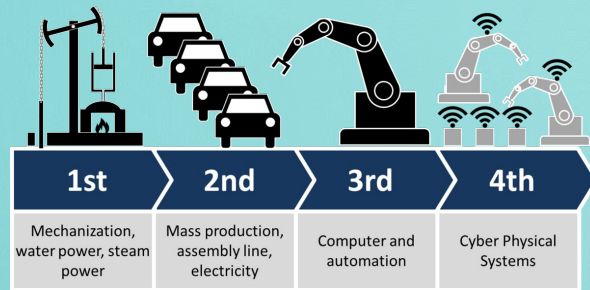 1st
2nd
3rd
4th
Mechanization,
water power, steam
power
Mass production,
assembly line,
electricity
Computer and
automation
Cyber Physical
Systems